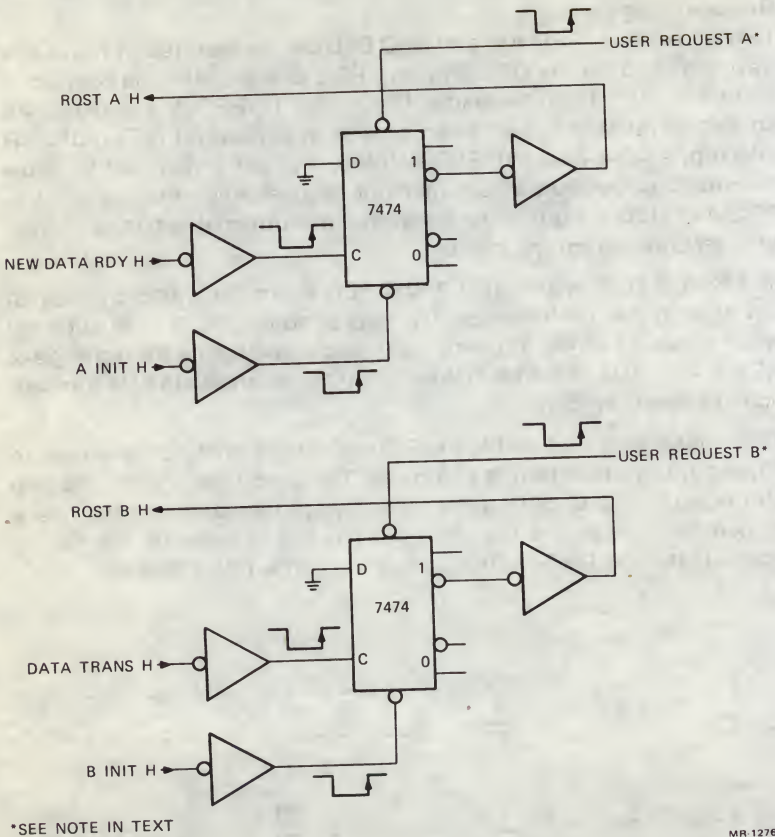 USER REQUEST A*
RQST A H
D 1
7474
NEW DATA RDY H
C 0
A INIT H
USER REQUEST B*
RQST B H
D 1
7474
DATA TRANS H
C 0
B INIT H
*SEE NOTE IN TEXT
MR-1276